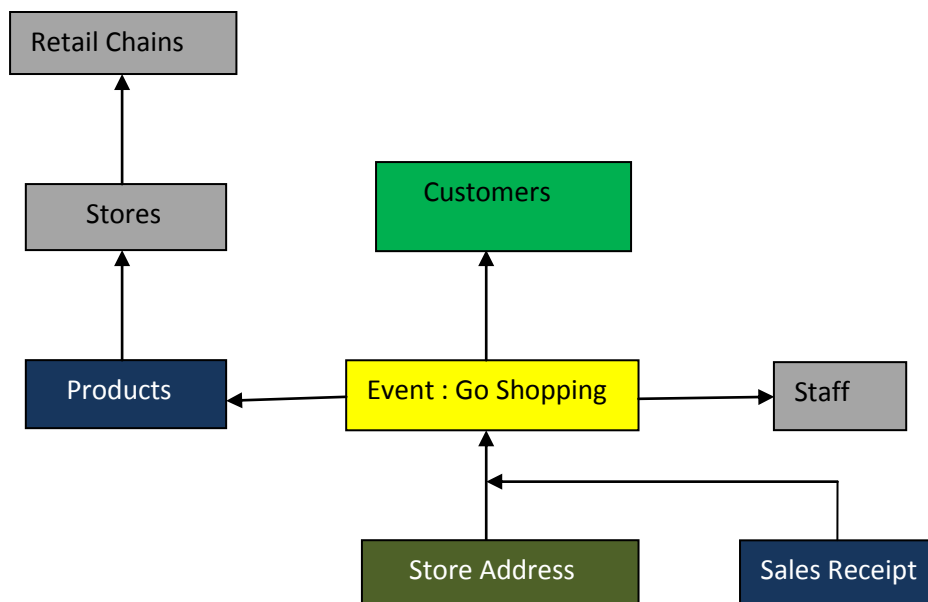 Retail Chains
Stores
Customers
Products
Event : Go Shopping
Staff
Store Address
Sales Receipt